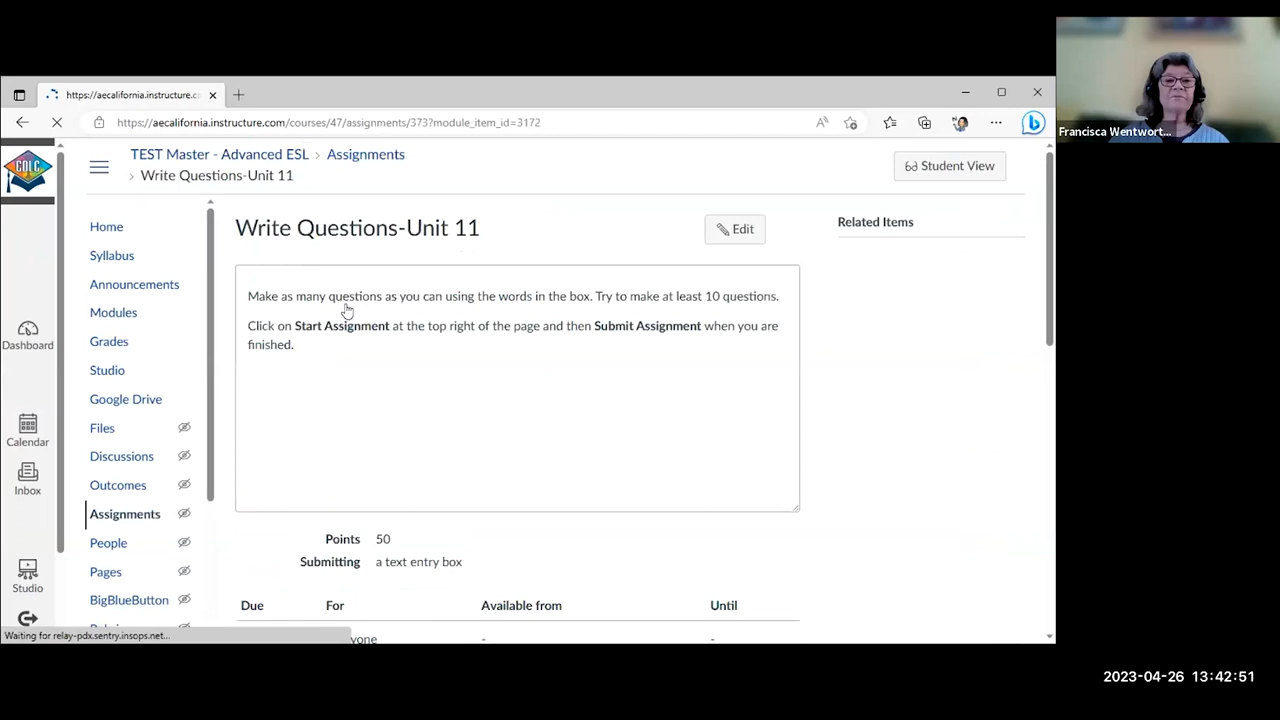 https://aecalifornia.instructure.cc
https://aecalifornia.instructure.com/courses/47/assignments/373?module_item_id=3172
Francisca Wentwort...
CDLC
TEST Master - Advanced ESL > Assignments
> Write Questions-Unit 11
Student View
Home
Syllabus
Announcements
Modules
Grades
Studio
Google Drive
Files
Discussions
Outcomes
Assignments
People
Pages
BigBlueButton
Dashboard
Calendar
Inbox
Studio
Write Questions-Unit 11
Edit
Related Items
Make as many questions as you can using the words in the box. Try to make at least 10 questions.
Click on Start Assignment at the top right of the page and then Submit Assignment when you are
finished.
Points 50
Submitting a text entry box
Due For Available from Until
- -
Waiting for relay-pdx.sentry.insops.net...
2023-04-26 13:42:51